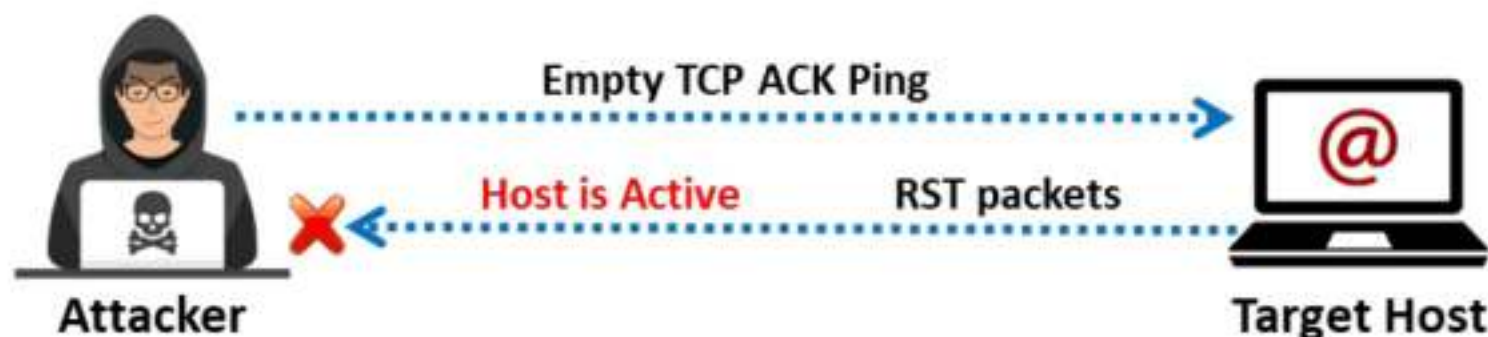 Empty TCP ACK Ping
@
Host is Active RST packets
Attacker
Target Host